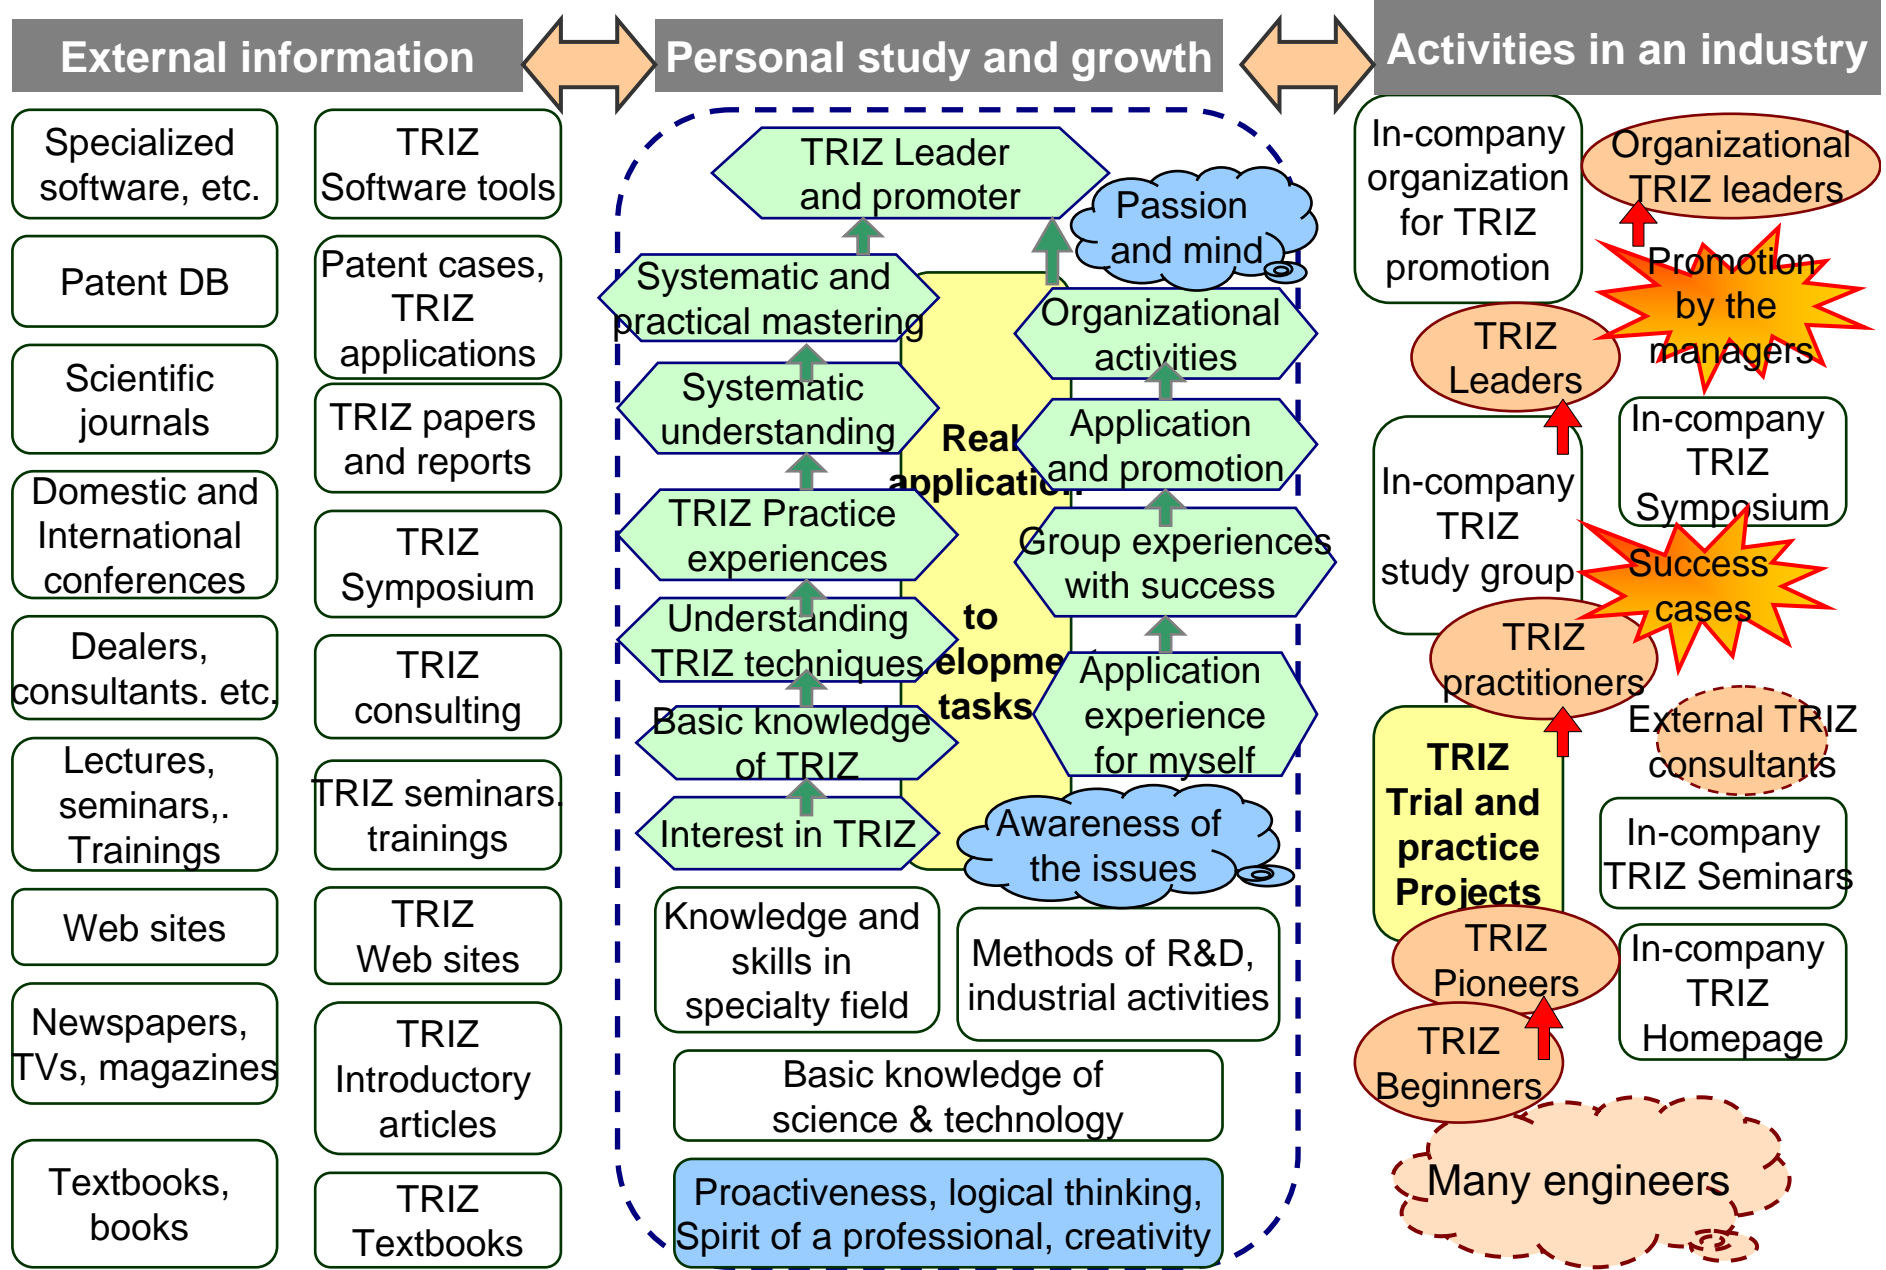 External information
Personal study and growth
Activities in an industry
Specialized
software, etc.
Patent DB
Scientific
journals
Domestic and
International
conferences
Dealers,
consultants. etc.
Lectures,
seminars,.
Trainings
Web sites
Newspapers,
TVs, magazines
Textbooks,
books
TRIZ
Software tools
Patent cases,
TRIZ
applications
TRIZ papers
and reports
TRIZ
Symposium
TRIZ
consulting
TRIZ seminars.
trainings
TRIZ
Web sites
TRIZ
Introductory
articles
TRIZ
Textbooks
TRIZ Leader
and promoter
Passion
and mind
Systematic and
practical mastering
Systematic
understanding
TRIZ Practice
experiences
Understanding
TRIZ techniques
Basic knowledge
of TRIZ
Interest in TRIZ
Real
application
to
velopment
tasks
Organizational
activities
Application
and promotion
Group experiences
with success
Application
experience
for myself
Awareness of
the issues
Knowledge and
skills in
specialty field
Methods of R&D,
industrial activities
Basic knowledge of
science & technology
Proactiveness, logical thinking,
Spirit of a professional, creativity
In-company
organization
for TRIZ
promotion
Organizational
TRIZ leaders
Promotion
by the
managers
TRIZ
Leaders
In-company
TRIZ
Symposium
In-company
TRIZ
study group
Success
cases
TRIZ
practitioners
External TRIZ
consultants
TRIZ
Trial and
practice
Projects
In-company
TRIZ Seminars
TRIZ
Pioneers
In-company
TRIZ
Homepage
TRIZ
Beginners
Many engineers